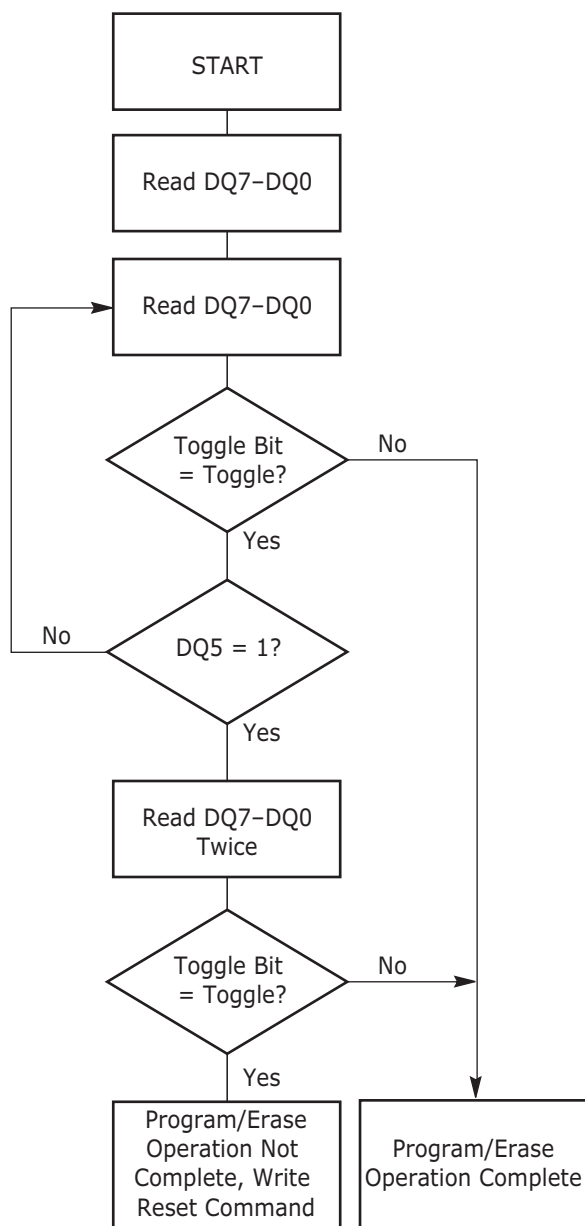 START
Read DQ7–DQ0
Read DQ7–DQ0
Toggle Bit
= Toggle?
No
Yes
No
DQ5 = 1?
Yes
Read DQ7–DQ0
Twice
Toggle Bit
= Toggle?
No
Yes
Program/Erase
Operation Not
Complete, Write
Reset Command
Program/Erase
Operation Complete